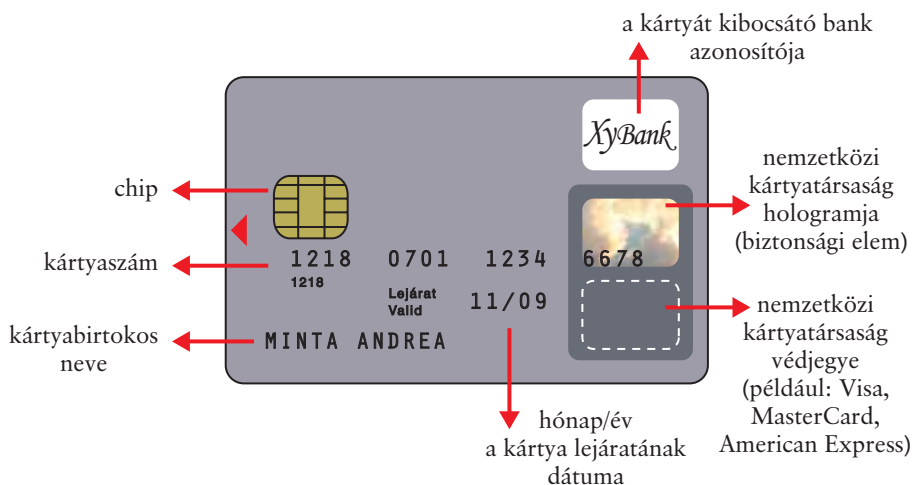 a kártyát kibocsátó bank
azonosítója
XyBank
chip
nemzetközi
kártyatársaság
hologramja
(biztonsági elem)
kártyaszám
1218 0701 1234 6678
1218
Lejárat
Valid
11/09
kártyabirtokos
neve
MINTA ANDREA
nemzetközi
kártyatársaság
védjegye
(például: Visa,
MasterCard,
American Express)
hónap/év
a kártya lejáratának
dátuma